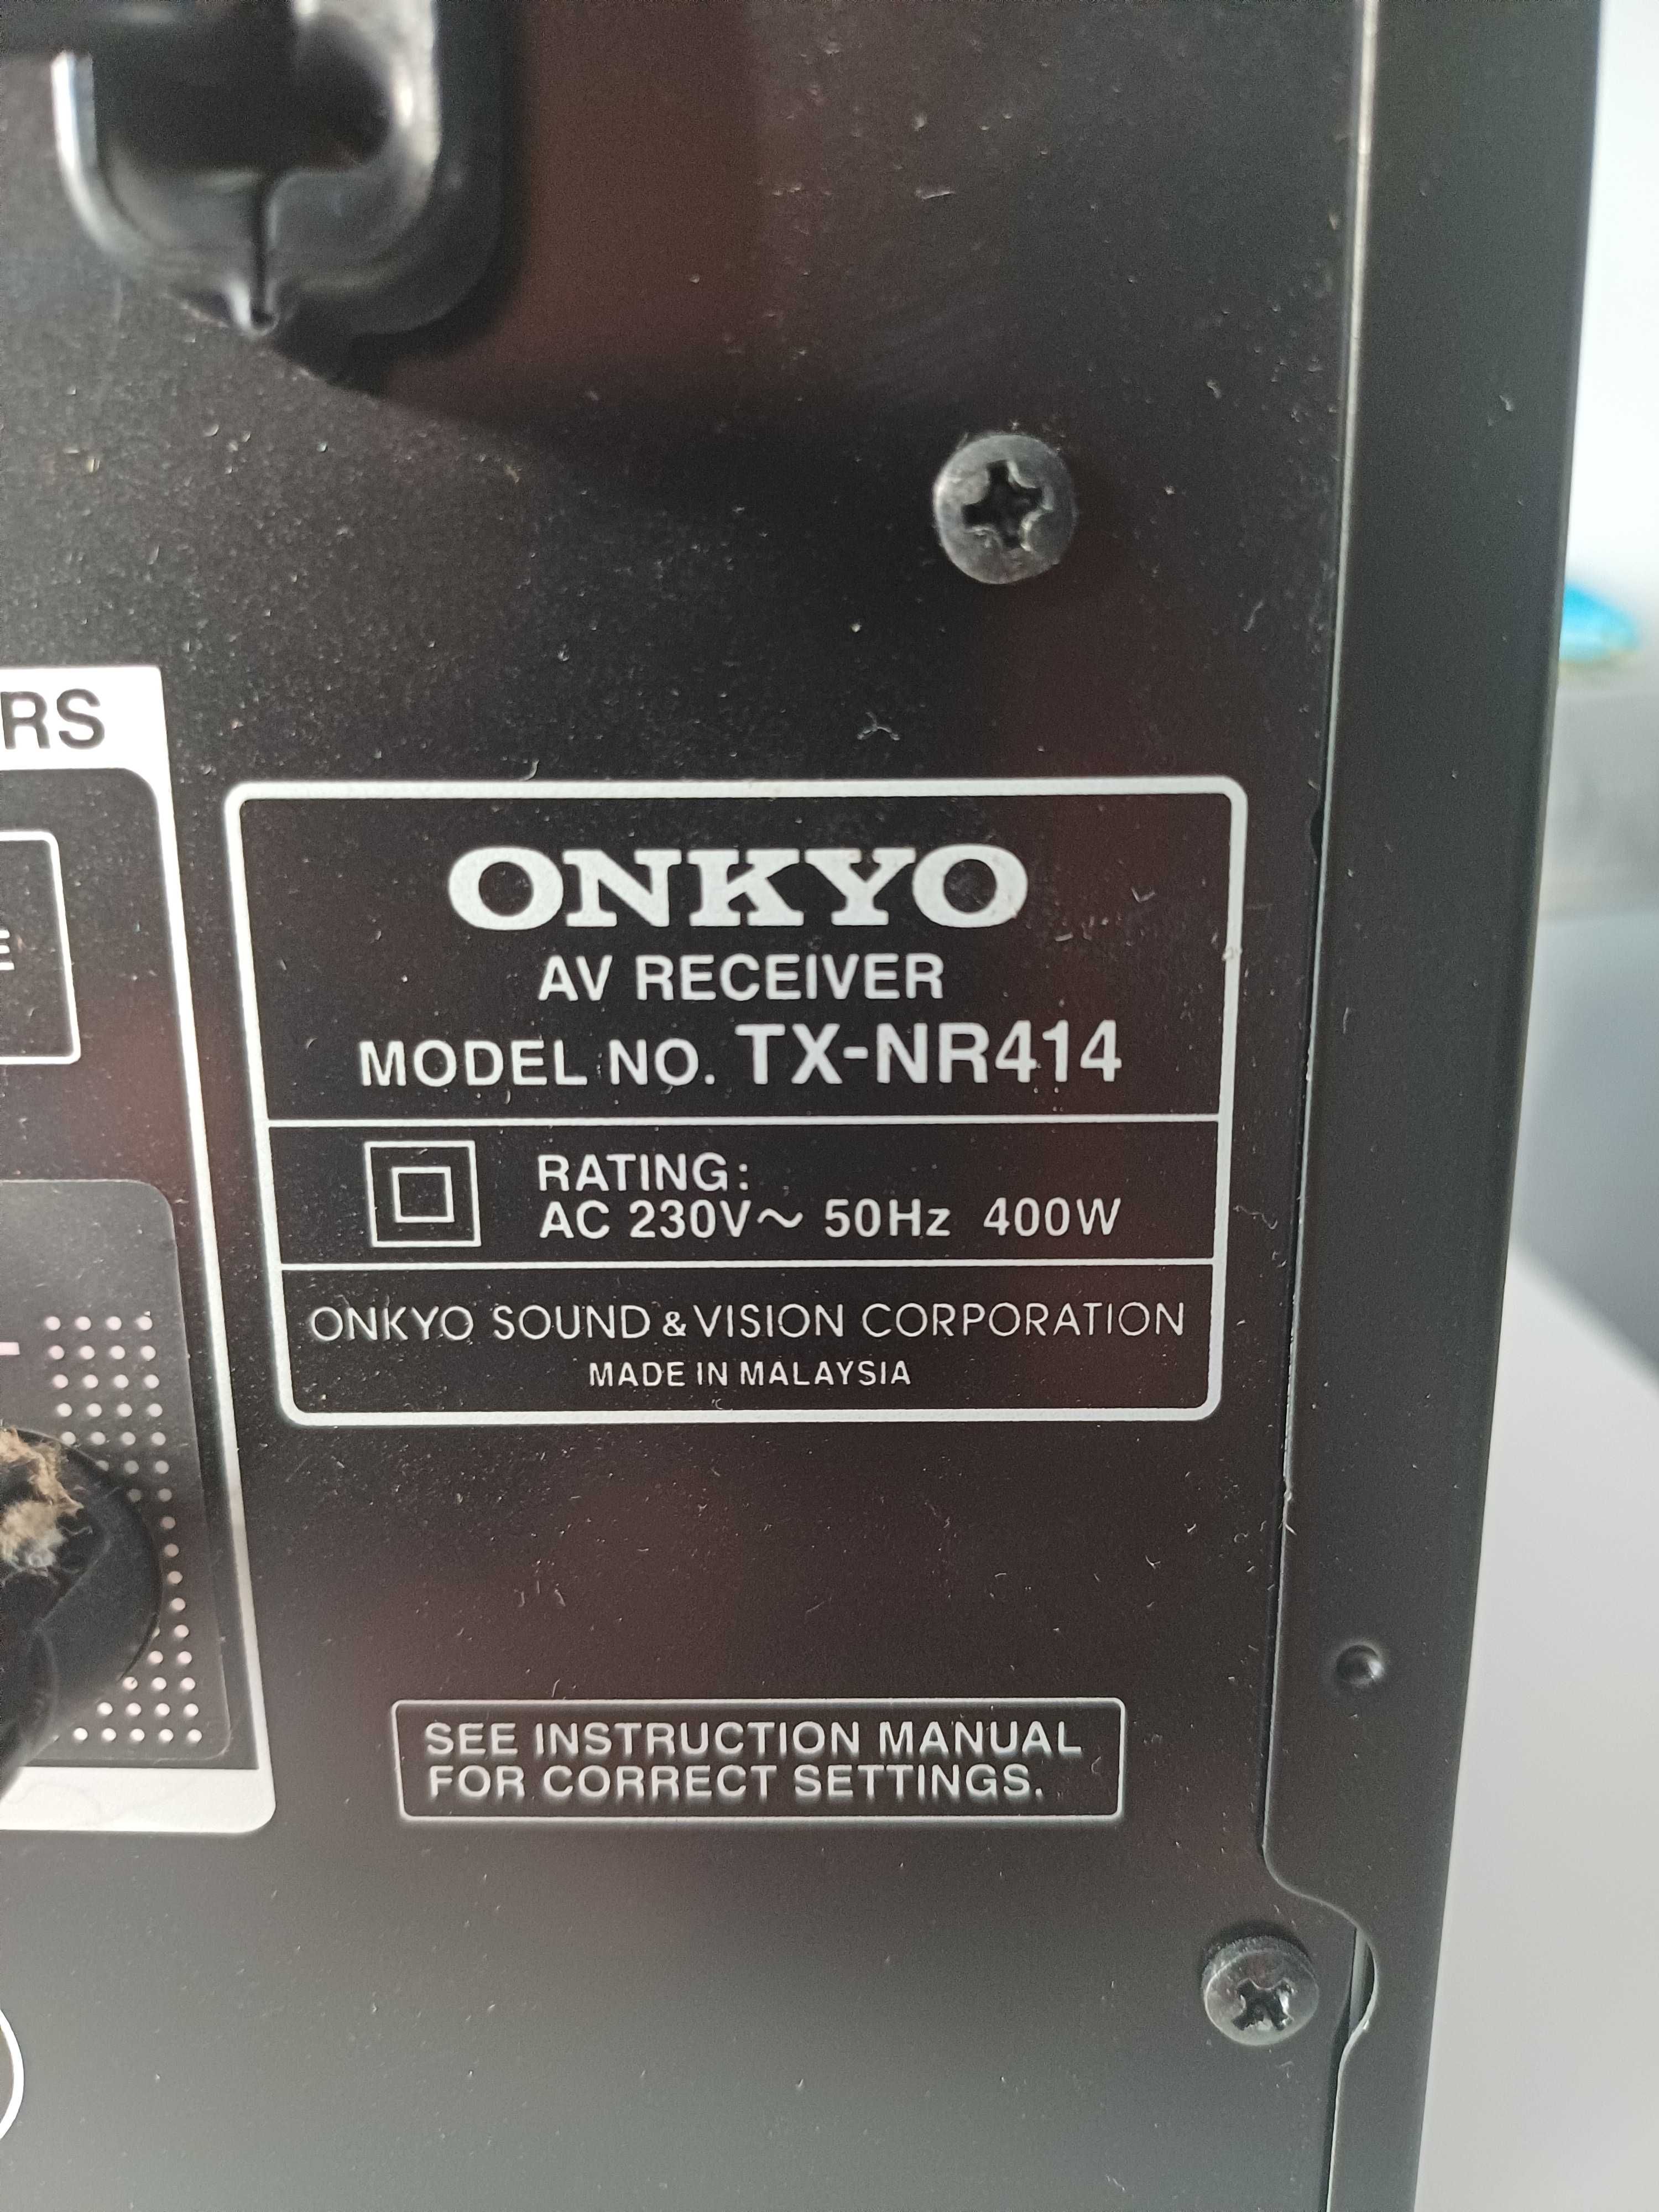 RS
E
ONKYO
AV RECEIVER
MODEL NO. TX-NR414
RATING:
AC 230V~ 50Hz 400W
ONKYO SOUND & VISION CORPORATION
MADE IN MALAYSIA
SEE INSTRUCTION MANUAL
FOR CORRECT SETTINGS.